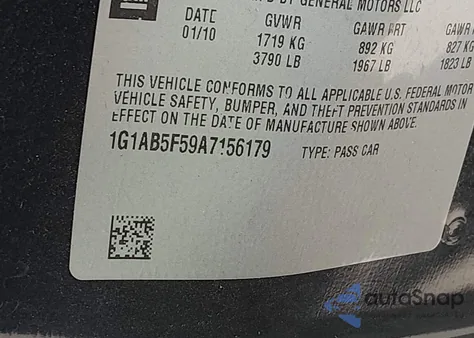 GENERAL MOTORS LLC
DATE GVWR GAWR FRT GAWR
01/10 1719 KG 892 KG 827 KG
3790 LB 1967 LB 1823 LB
THIS VEHICLE CONFORMS TO ALL APPLICABLE U.S. FEDERAL MOTOR
VEHICLE SAFETY, BUMPER, AND THEFT PREVENTION STANDARDS IN
EFFECT ON THE DATE OF MANUFACTURE SHOWN ABOVE.
1G1AB5F59A7156179 TYPE: PASS CAR
autoSnap